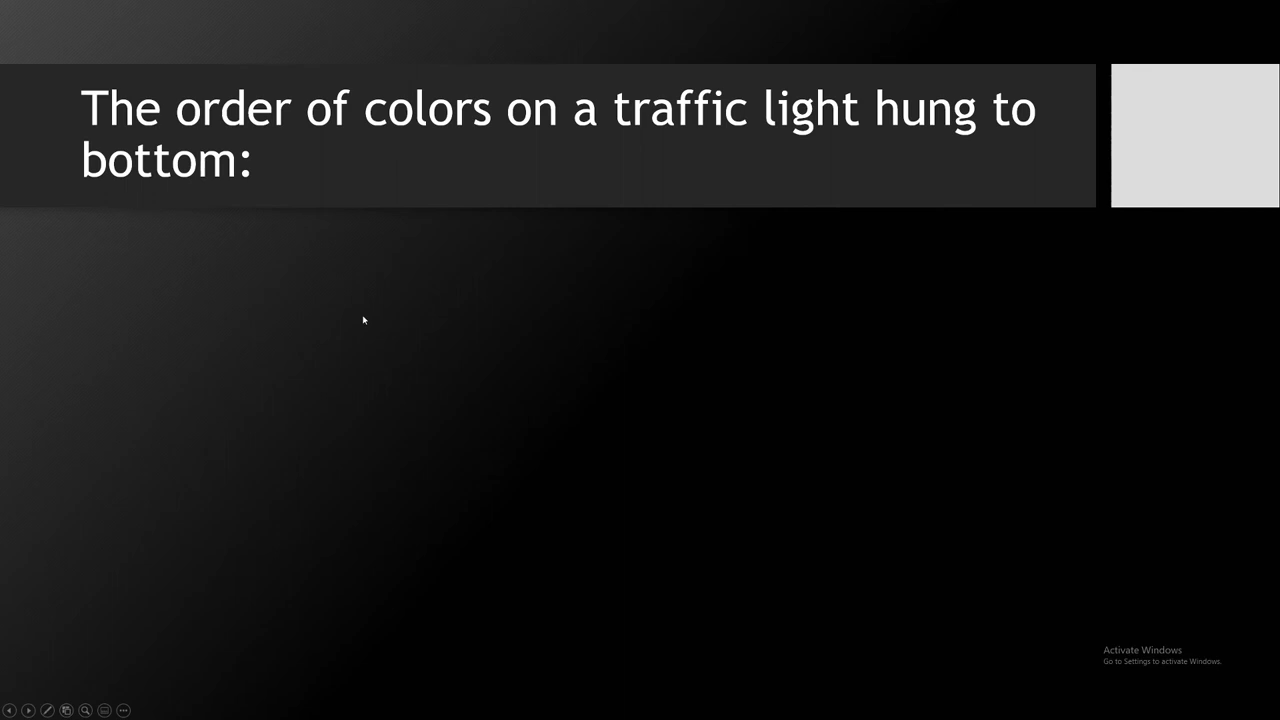 The order of colors on a traffic light hung to
bottom:
Activate Windows
Go to Settings to activate Windows.